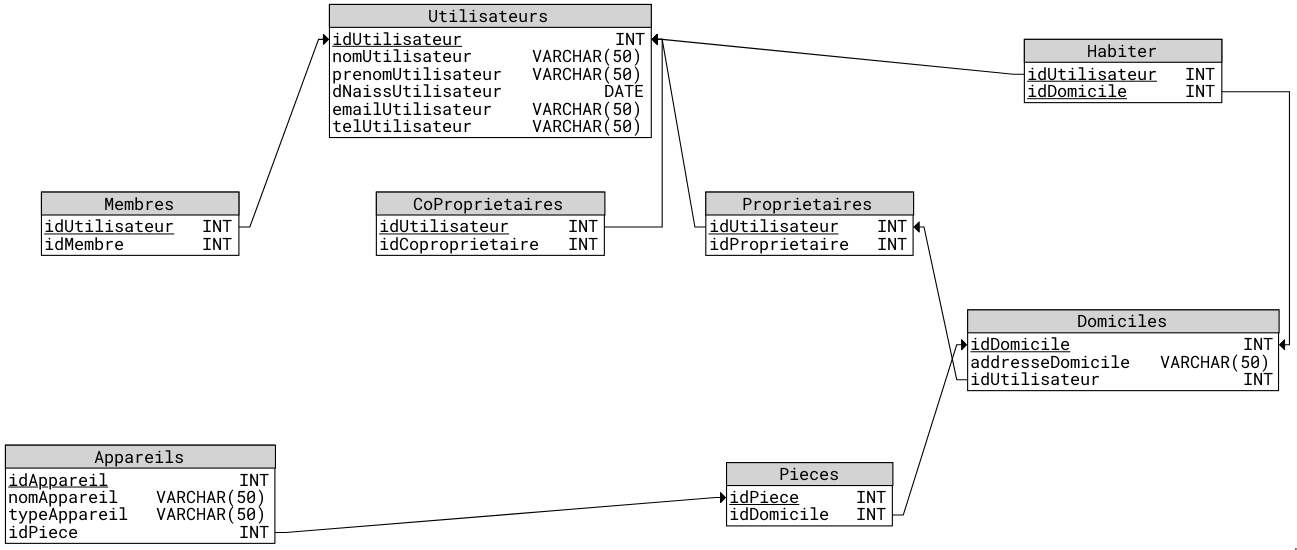 Utilisateurs
idUtilisateur INT
nomUtilisateur VARCHAR(50)
prenomUtilisateur VARCHAR(50)
dNaissUtilisateur DATE
emailUtilisateur VARCHAR(50)
telUtilisateur VARCHAR(50)
Habiter
idUtilisateur INT
idDomicile INT
Membres
idUtilisateur INT
idMembre INT
CoProprietaires
idUtilisateur INT
idCoproprietaire INT
Proprietaires
idUtilisateur INT
idProprietaire INT
Domiciles
idDomicile INT
addresseDomicile VARCHAR(50)
idUtilisateur INT
Appareils
idAppareil INT
nomAppareil VARCHAR(50)
typeAppareil VARCHAR(50)
idPiece INT
Pieces
idPiece INT
idDomicile INT